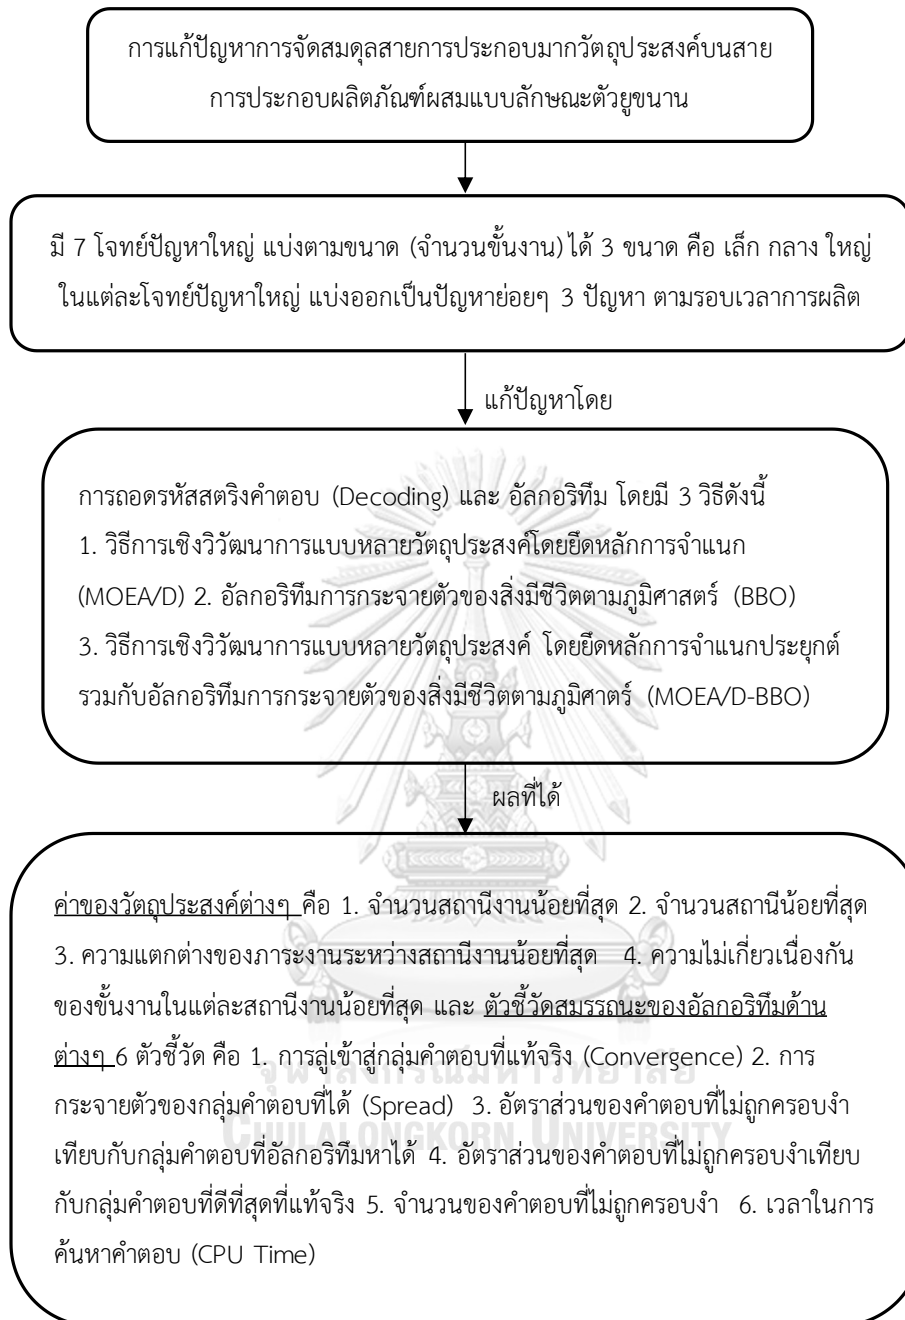 การแก้ปัญหาการจัดสมดุลสายการประกอบมากวัตถุประสงค์บนสาย
การประกอบผลิตภัณฑ์ผสมแบบลักษณะตัวยูขนาน
มี 7 โจทย์ปัญหาใหญ่ แบ่งตามขนาด (จำนวนขั้นงาน) ได้ 3 ขนาด คือ เล็ก กลาง ใหญ่
ในแต่ละโจทย์ปัญหาใหญ่ แบ่งออกเป็นปัญหาย่อยๆ 3 ปัญหา ตามรอบเวลาการผลิต
แก้ปัญหาโดย
การถอดรหัสสตริงคำตอบ (Decoding) และ อัลกอริทึม โดยมี 3 วิธีดังนี้
1. วิธีการเชิงวิวัฒนาการแบบหลายวัตถุประสงค์โดยยึดหลักการจำแนก
(MOEA/D) 2. อัลกอริทึมการกระจายตัวของสิ่งมีชีวิตตามภูมิศาสตร์ (BBO)
3. วิธีการเชิงวิวัฒนาการแบบหลายวัตถุประสงค์ โดยยึดหลักการจำแนกประยุกต์
รวมกับอัลกอริทึมการกระจายตัวของสิ่งมีชีวิตตามภูมิศาตร์ (MOEA/D-BBO)
ผลที่ได้
ค่าของวัตถุประสงค์ต่างๆ คือ 1. จำนวนสถานีงานน้อยที่สุด 2. จำนวนสถานีน้อยที่สุด
3. ความแตกต่างของภาระงานระหว่างสถานีงานน้อยที่สุด 4. ความไม่เกี่ยวเนื่องกัน
ของขั้นงานในแต่ละสถานีงานน้อยที่สุด และ ตัวชี้วัดสมรรถนะของอัลกอริทึมด้าน
ต่างๆ 6 ตัวชี้วัด คือ 1. การลู่เข้าสู่กลุ่มคำตอบที่แท้จริง (Convergence) 2. การ
กระจายตัวของกลุ่มคำตอบที่ได้ (Spread) 3. อัตราส่วนของคำตอบที่ไม่ถูกครอบงำ
เทียบกับกลุ่มคำตอบที่อัลกอริทึมหาได้ 4. อัตราส่วนของคำตอบที่ไม่ถูกครอบงำเทียบ
กับกลุ่มคำตอบที่ดีที่สุดที่แท้จริง 5. จำนวนของคำตอบที่ไม่ถูกครอบงำ 6. เวลาในการ
ค้นหาคำตอบ (CPU Time)
จุฬาลงกรณ์มหาวิทยาลัย
CHULALONGKORN UNIVERSITY